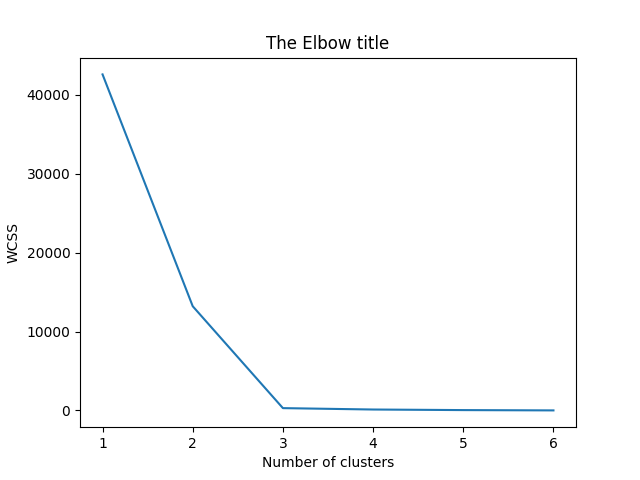 The Elbow title
40000
30000
20000
10000
0
WCSS
1 2 3 4 5 6
Number of clusters